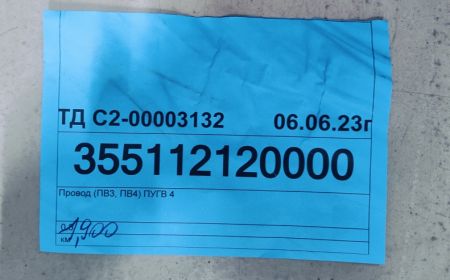 ТД С2-00003132 06.06.23г
355112120000
Провод (ПВ3, ПВ4) ПУГВ 4
1,900
км